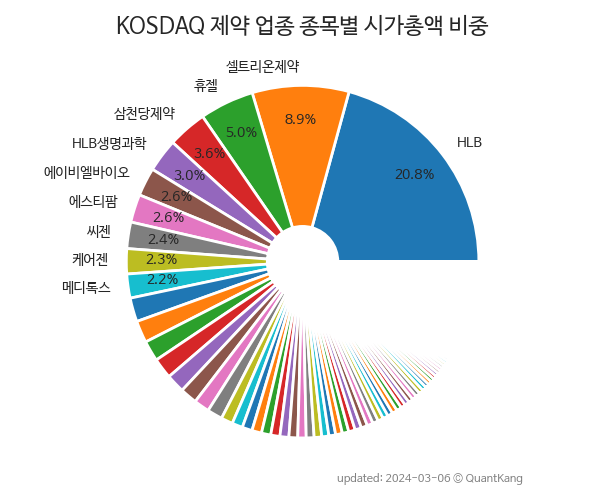 KOSDAQ 제약 업종 종목별 시가총액 비중
HLB
20.8%
셀트리온제약
8.9%
휴젤
5.0%
삼천당제약
3.6%
HLB생명과학
3.0%
에이비엘바이오
2.6%
에스티팜
2.6%
씨젠
2.4%
케어젠
2.3%
메디톡스
2.2%
updated: 2024-03-06 © QuantKang